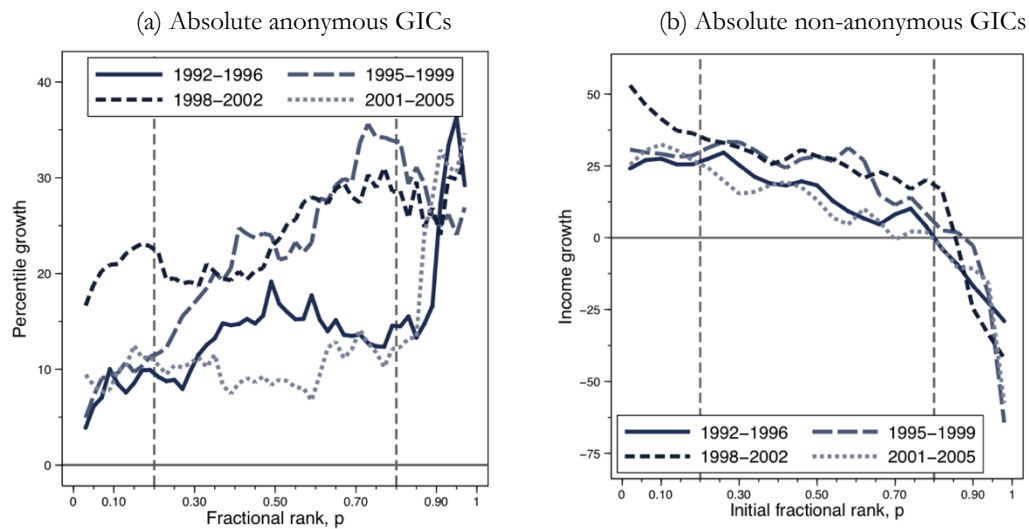 (a) Absolute anonymous GICs
40
30
20
10
0
Percentile growth
1992–1996
1995–1999
1998–2002
2001–2005
0 0.10 0.30 0.50 0.70 0.90 1
Fractional rank, p
(b) Absolute non-anonymous GICs
50
25
0
−25
−50
−75
Income growth
1992–1996
1995–1999
1998–2002
2001–2005
0 0.10 0.30 0.50 0.70 0.90 1
Initial fractional rank, p